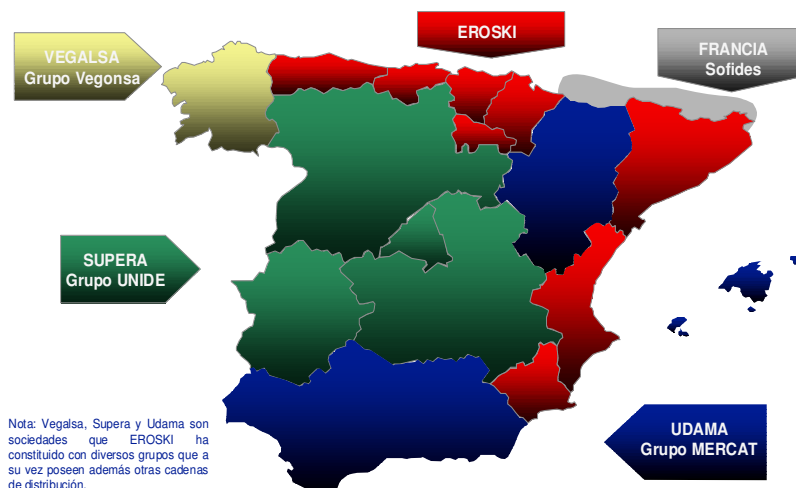 VEGALSA
Grupo Vegonsa
EROSKI
FRANCIA
Sofides
SUPERA
Grupo UNIDE
UDAMA
Grupo MERCAT
Nota: Vegalsa, Supera y Udama son
sociedades que EROSKI ha
constituido con diversos grupos que a
su vez poseen además otras cadenas
de distribución.